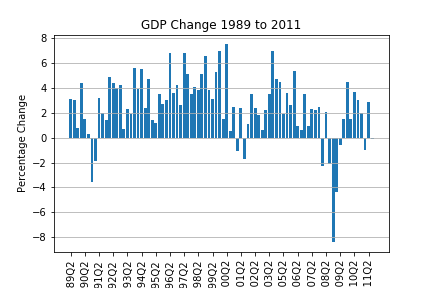 GDP Change 1989 to 2011
Percentage Change
8
6
4
2
0
−2
−4
−6
−8
89Q2
90Q2
91Q2
92Q2
93Q2
94Q2
95Q2
96Q2
97Q2
98Q2
99Q2
00Q2
01Q2
02Q2
03Q2
04Q2
05Q2
06Q2
07Q2
08Q2
09Q2
10Q2
11Q2